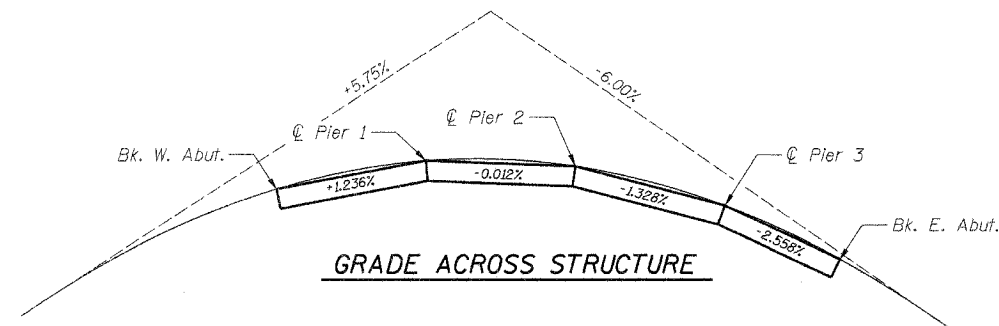 +5.75%
-6.00%
℄ Pier 1
℄ Pier 2
℄ Pier 3
Bk. W. Abut.
Bk. E. Abut.
+1.236%
-0.012%
-1.328%
-2.558%
GRADE ACROSS STRUCTURE